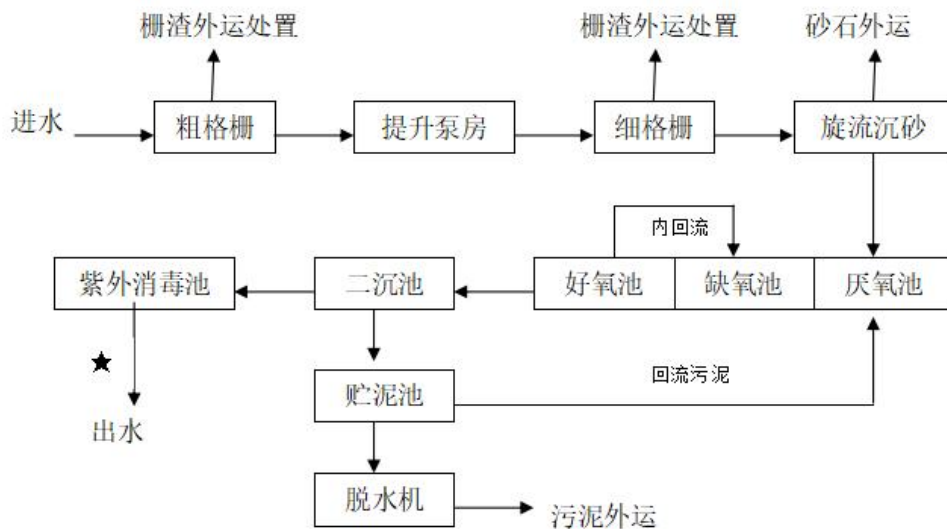 栅渣外运处置
栅渣外运处置
砂石外运
进水
粗格栅
提升泵房
细格栅
旋流沉砂
内回流
紫外消毒池
二沉池
好氧池
缺氧池
厌氧池
回流污泥
贮泥池
出水
脱水机
污泥外运